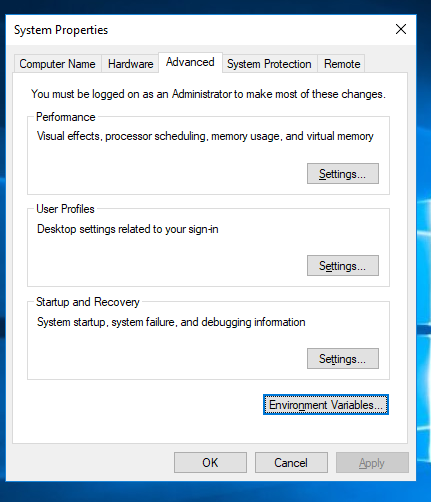 System Properties
Computer Name Hardware Advanced System Protection Remote
You must be logged on as an Administrator to make most of these changes.
Performance
Visual effects, processor scheduling, memory usage, and virtual memory
Settings...
User Profiles
Desktop settings related to your sign-in
Settings...
Startup and Recovery
System startup, system failure, and debugging information
Settings...
Environment Variables...
OK Cancel Apply